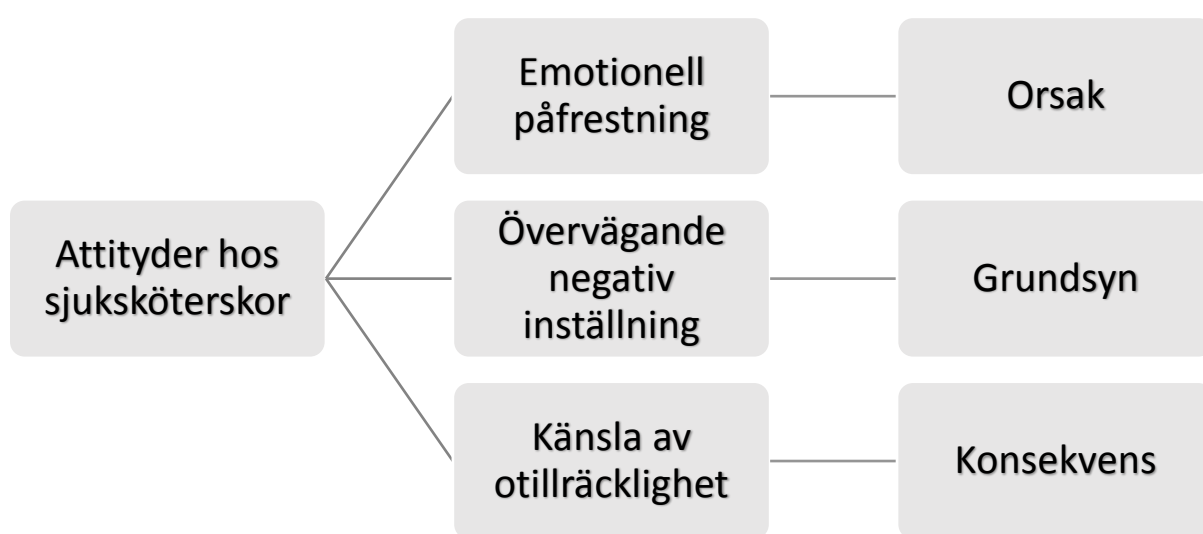 Emotionell
påfrestning
Orsak
Attityder hos
sjuksköterskor
Övervägande
negativ
inställning
Grundsyn
Känsla av
otillräcklighet
Konsekvens